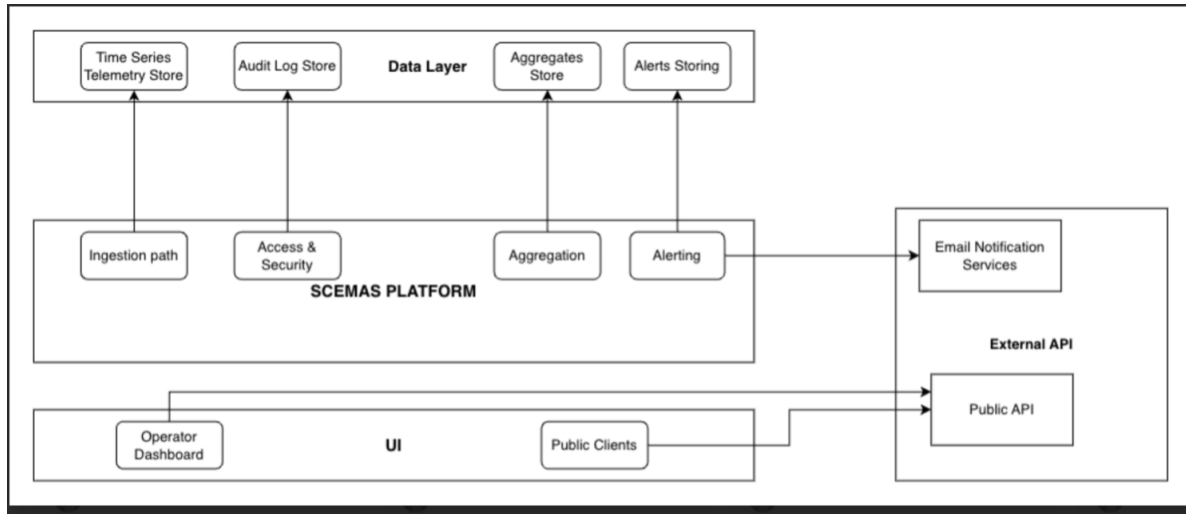 Time Series
Telemetry Store
Audit Log Store
Data Layer
Aggregates
Store
Alerts Storing
Ingestion path
Access &
Security
Aggregation
Alerting
SCEMAS PLATFORM
Email Notification
Services
External API
Public API
Operator
Dashboard
UI
Public Clients